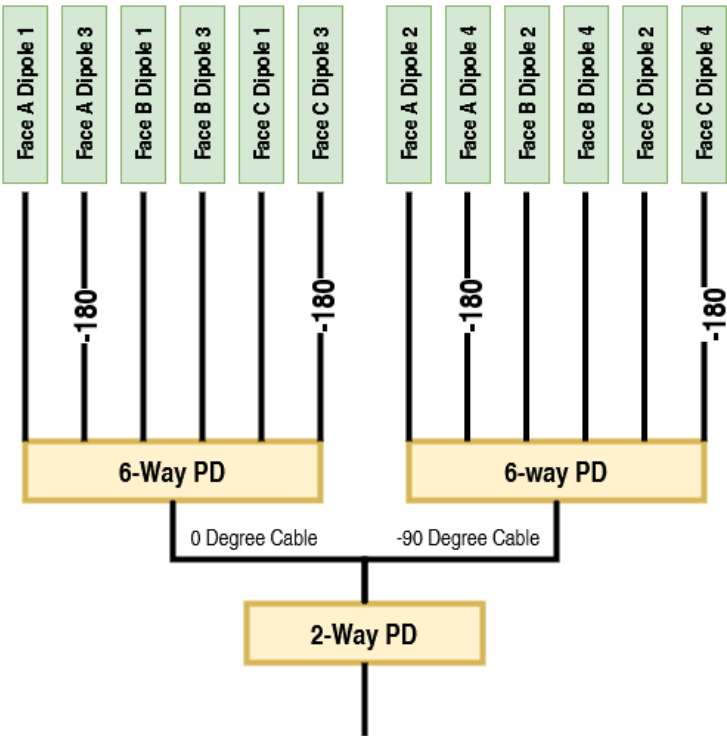 Face A Dipole 1
Face A Dipole 3
Face B Dipole 1
Face B Dipole 3
Face C Dipole 1
Face C Dipole 3
Face A Dipole 2
Face A Dipole 4
Face B Dipole 2
Face B Dipole 4
Face C Dipole 2
Face C Dipole 4
-180
-180
-180
-180
6-Way PD
6-way PD
0 Degree Cable
-90 Degree Cable
2-Way PD